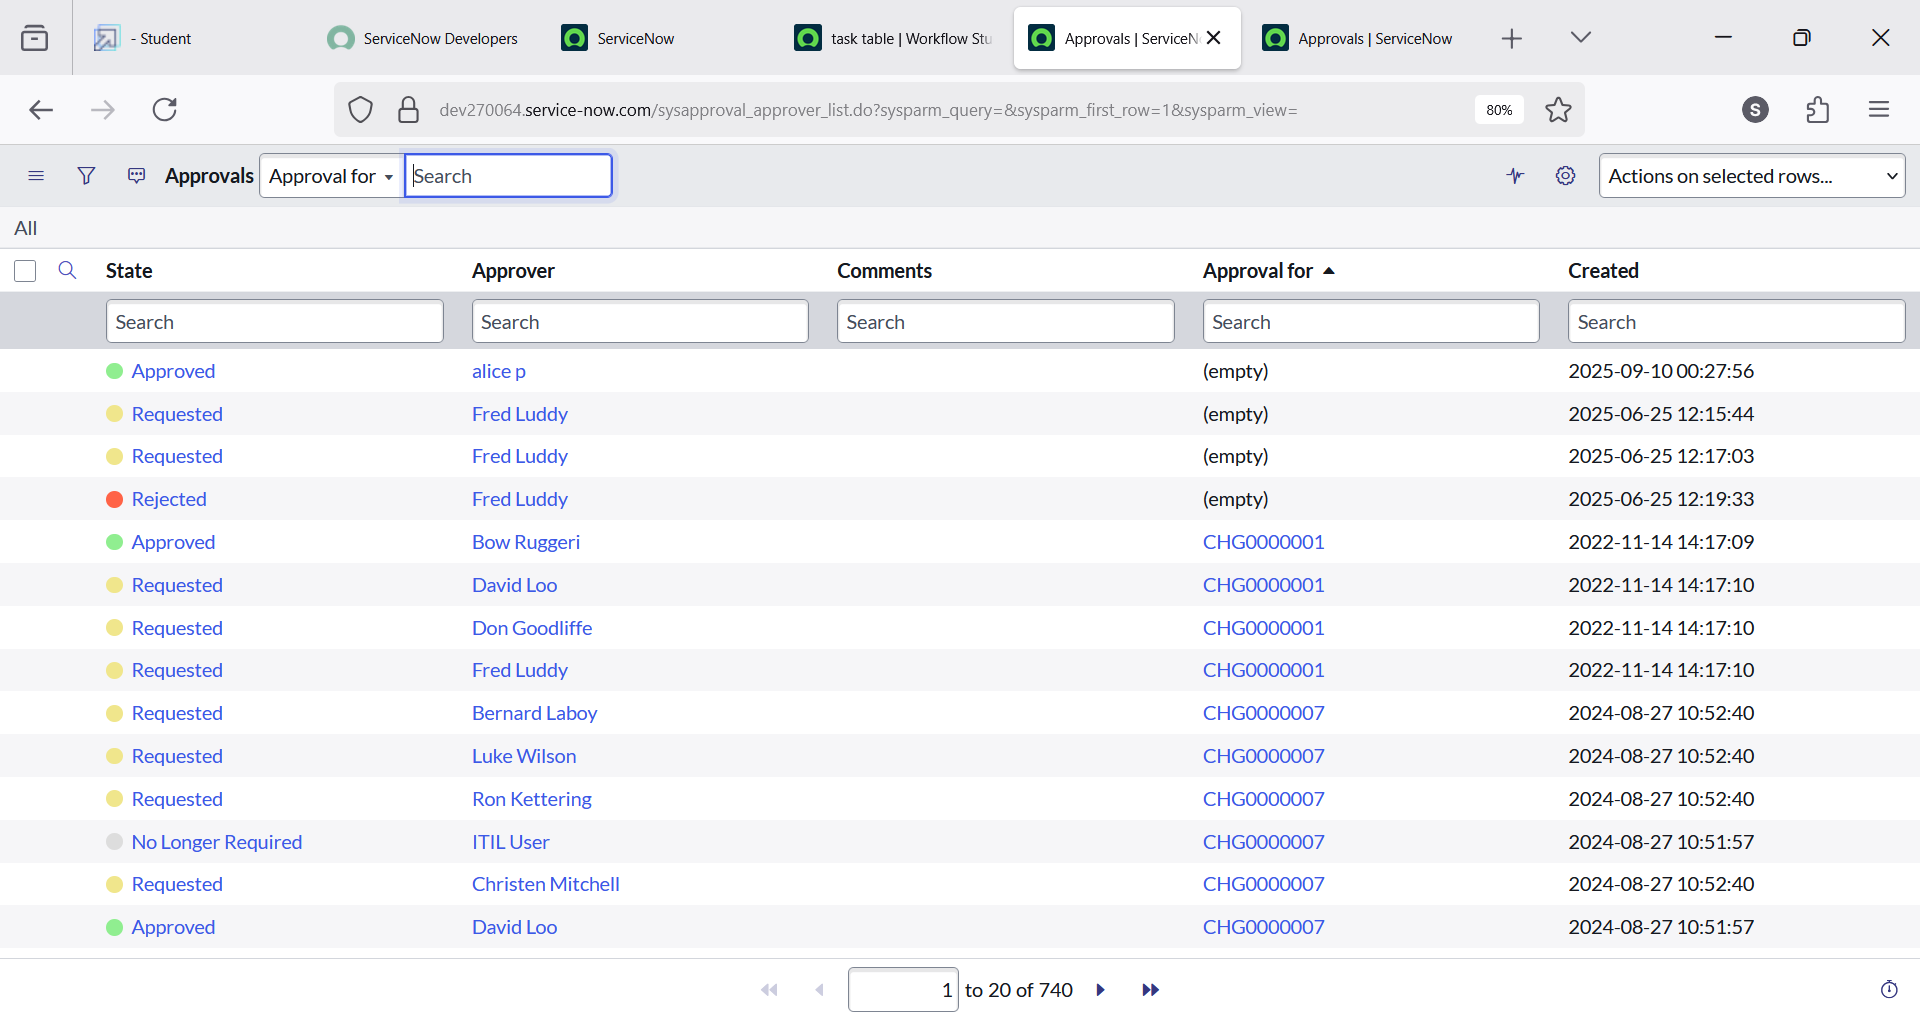 - Student
ServiceNow Developers
ServiceNow
task table | Workflow Stu
Approvals | ServiceN
Approvals | ServiceNow
dev270064.service-now.com/sysapproval_approver_list.do?sysparm_query=&sysparm_first_row=1&sysparm_view=
80%
S
Approvals Approval for Search Actions on selected rows...
All
State Approver Comments Approval for Created
Search Search Search Search Search
Approved alice p (empty) 2025-09-10 00:27:56
Requested Fred Luddy (empty) 2025-06-25 12:15:44
Requested Fred Luddy (empty) 2025-06-25 12:17:03
Rejected Fred Luddy (empty) 2025-06-25 12:19:33
Approved Bow Ruggeri CHG0000001 2022-11-14 14:17:09
Requested David Loo CHG0000001 2022-11-14 14:17:10
Requested Don Goodliffe CHG0000001 2022-11-14 14:17:10
Requested Fred Luddy CHG0000001 2022-11-14 14:17:10
Requested Bernard Laboy CHG0000007 2024-08-27 10:52:40
Requested Luke Wilson CHG0000007 2024-08-27 10:52:40
Requested Ron Kettering CHG0000007 2024-08-27 10:52:40
No Longer Required ITIL User CHG0000007 2024-08-27 10:51:57
Requested Christen Mitchell CHG0000007 2024-08-27 10:52:40
Approved David Loo CHG0000007 2024-08-27 10:51:57
1 to 20 of 740